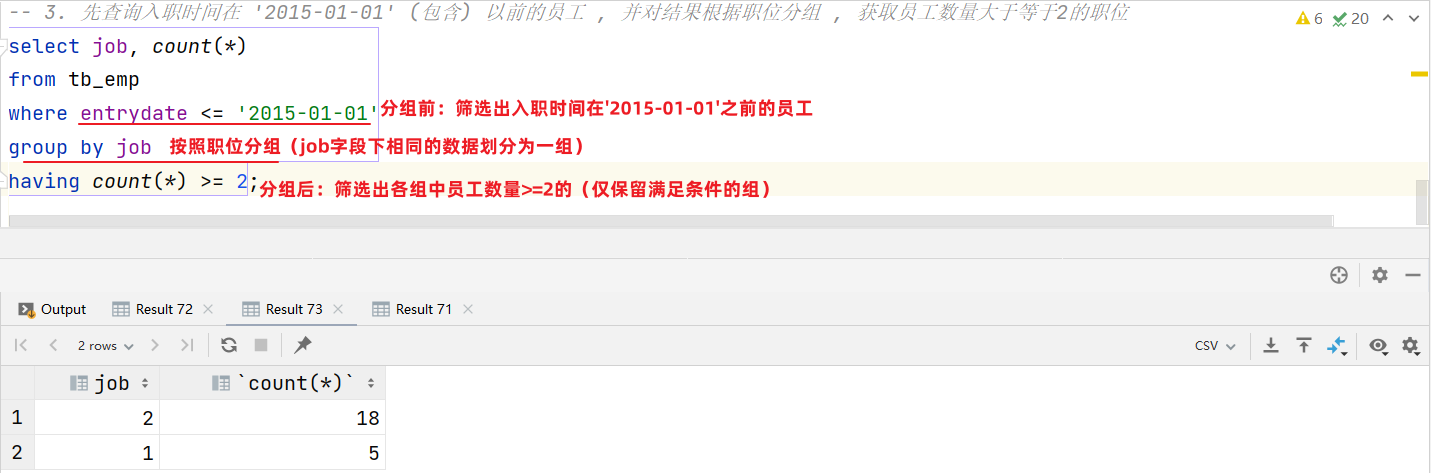 -- 3. 先查询入职时间在 '2015-01-01' (包含) 以前的员工 , 并对结果根据职位分组 , 获取员工数量大于等于2的职位
6 20
select job, count(*)
from tb_emp
where entrydate <= '2015-01-01' 分组前：筛选出入职时间在'2015-01-01'之前的员工
group by job 按照职位分组（job字段下相同的数据划分为一组）
having count(*) >= 2; 分组后：筛选出各组中员工数量>=2的（仅保留满足条件的组）
Output Result 72 Result 73 Result 71
2 rows CSV
job `count(*)`
1 2 18
2 1 5